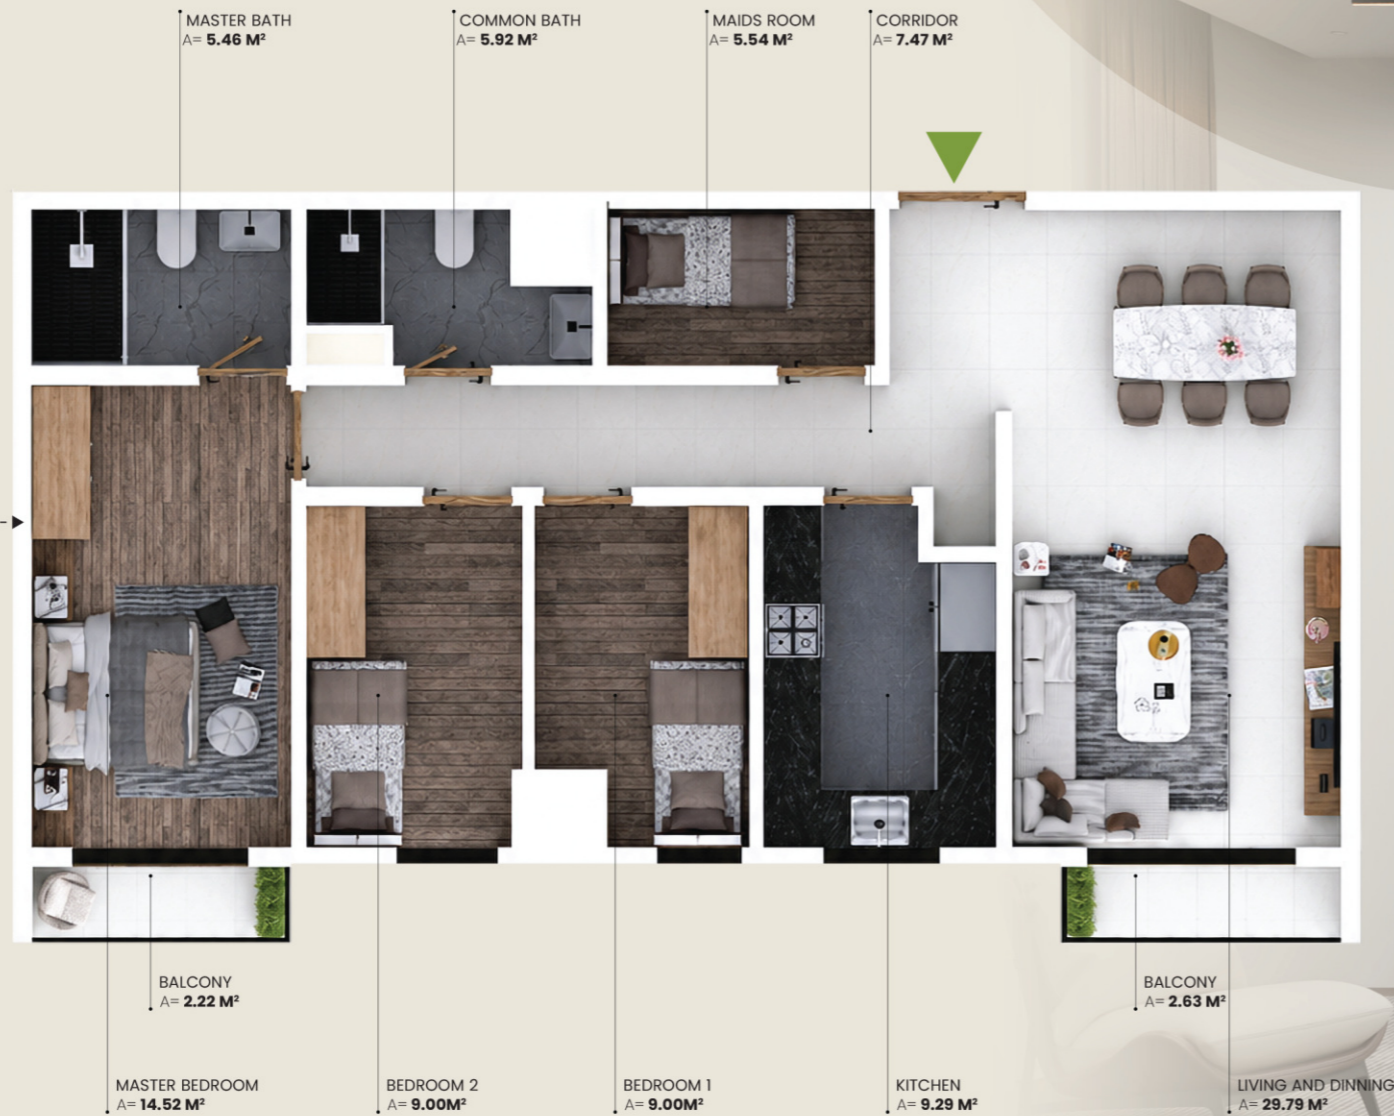 MASTER BATH
A= 5.46 M²
COMMON BATH
A= 5.92 M²
MAIDS ROOM
A= 5.54 M²
CORRIDOR
A= 7.47 M²
BALCONY
A= 2.22 M²
BALCONY
A= 2.63 M²
MASTER BEDROOM
A= 14.52 M²
BEDROOM 2
A= 9.00M²
BEDROOM 1
A= 9.00M²
KITCHEN
A= 9.29 M²
LIVING AND DINNING
A= 29.79 M²